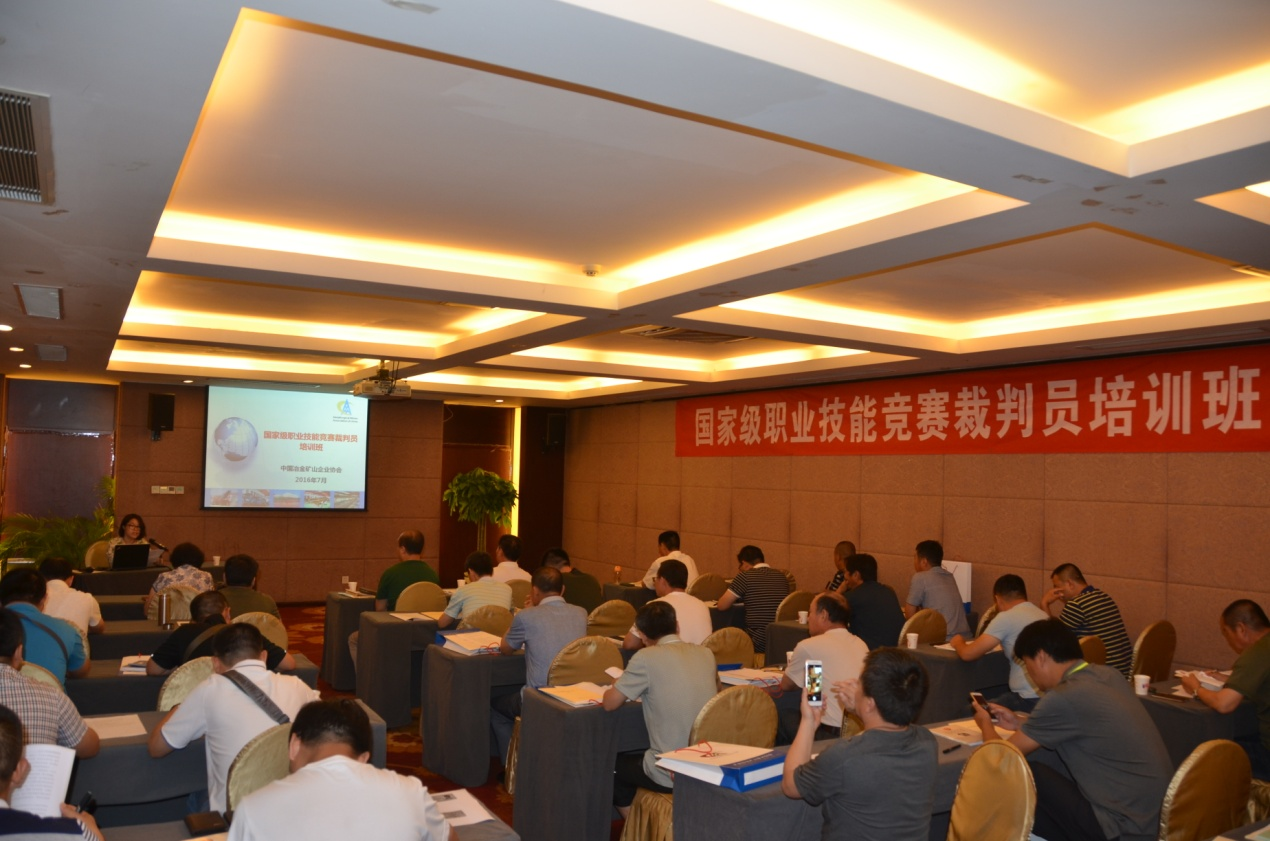 国家级职业技能竞赛裁判员
培训班
中国冶金矿山企业协会
2016年7月
国家级职业技能竞赛裁判员培训班